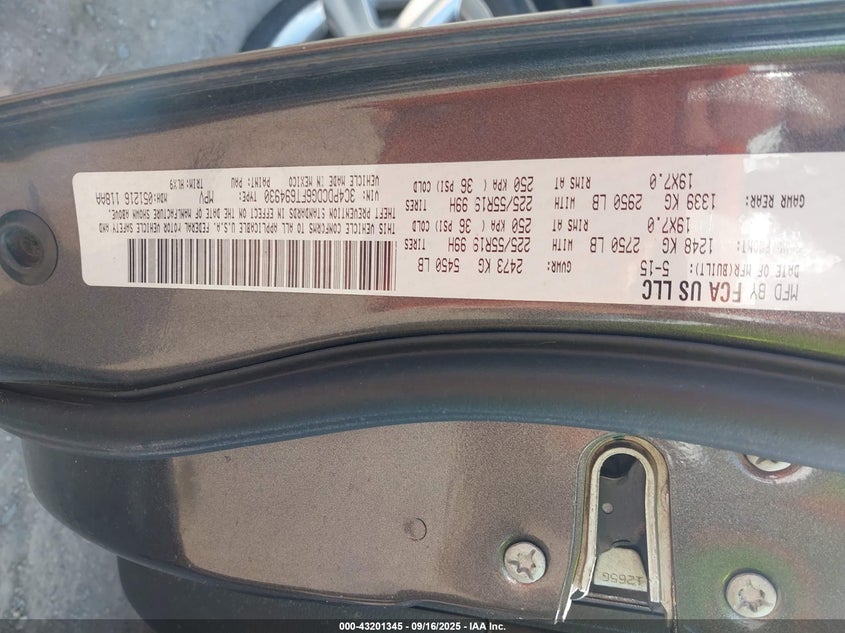 MFD BY FCA US LLC
DATE OF MFR(BUILT): 5-15 GVWR: 2473 KG 5450 LB
FRONT: 1248 KG 2750 LB WITH 225/55R19 99H TIRES
19X7.0 RIMS AT 250 KPA ( 36 PSI) COLD
GAWR REAR: 1339 KG 2950 LB WITH 225/55R19 99H TIRES
19X7.0 RIMS AT 250 KPA ( 36 PSI) COLD
THIS VEHICLE CONFORMS TO ALL APPLICABLE U.S.A. FEDERAL MOTOR VEHICLE SAFETY AND
THEFT PREVENTION STANDARDS IN EFFECT ON THE DATE OF MANUFACTURE SHOWN ABOVE.
VIN: 3C4PDCDG6FT694930 TYPE: MPV MDH:051216 118AA
VEHICLE MADE IN MEXICO PAINT: PAU TRIM: HLX9
12656
000-43201345 - 09/16/2025 - IAA, Inc.